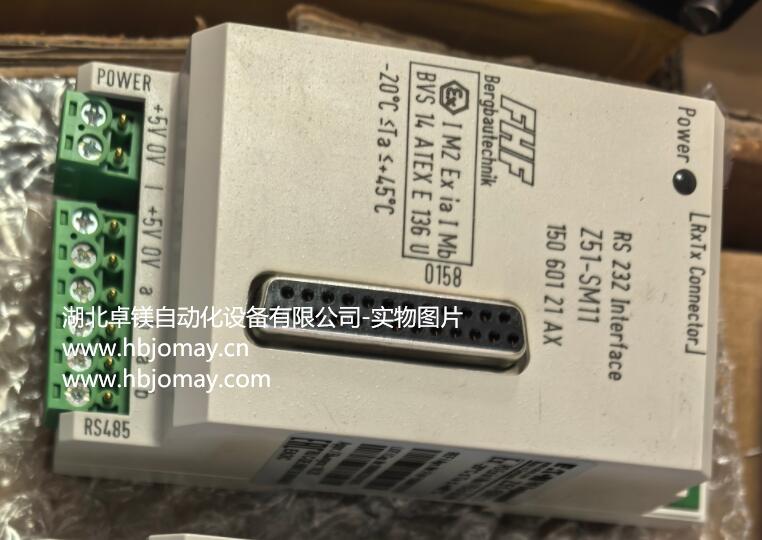 POWER
+5V 0V
+5V 0V
a
a
b
RS485
FHF
Bergbautechnik
Ex I M2 Ex ia I Mb
BVS 14 ATEX E 136 U
0158
-20°C ≤Ta ≤+45°C
Power
RxTx Connector
RS 232 Interface
Z51-SM11
150 601 21 AX
湖北卓镁自动化设备有限公司-实物图片
www.hbjomay.cn
www.hbjomay.com